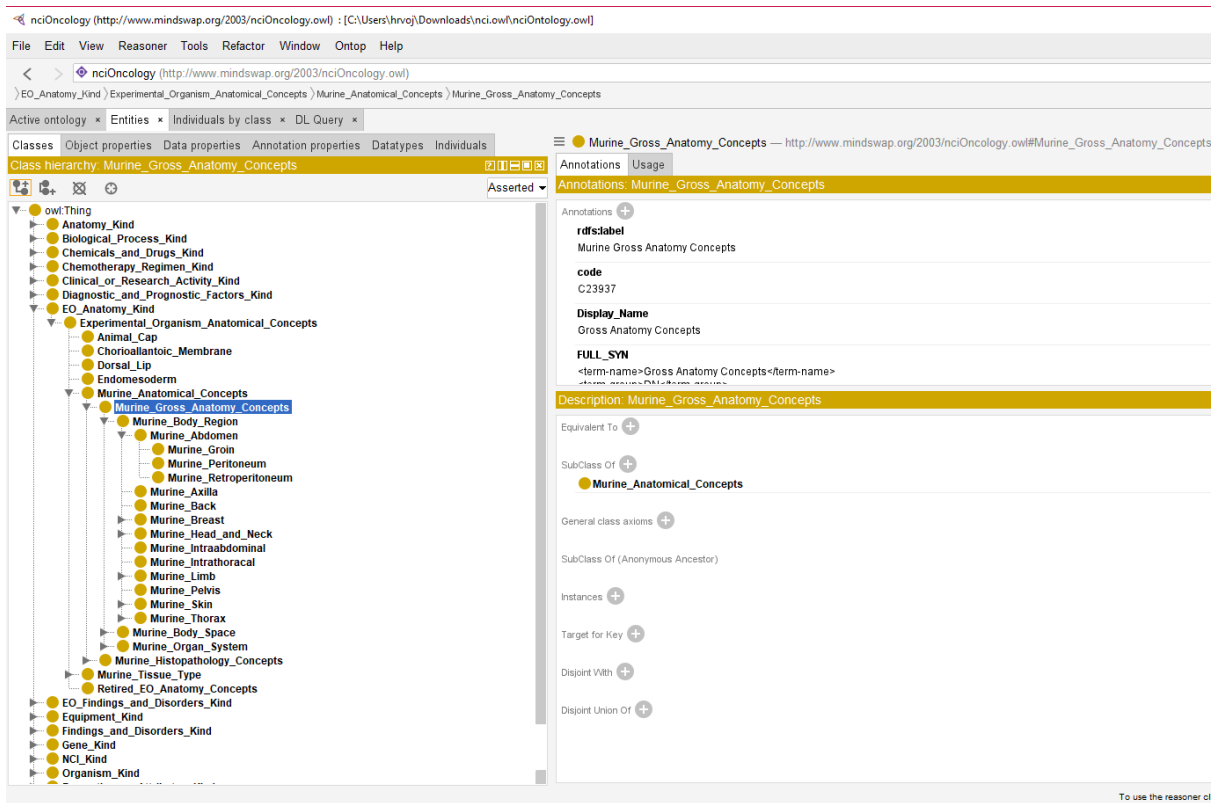 nciOncology (http://www.mindswap.org/2003/nciOncology.owl) : [C:\Users\hrvoj\Downloads\nci.owl\nciOntology.owl]
File Edit View Reasoner Tools Refactor Window Ontop Help
< > nciOncology (http://www.mindswap.org/2003/nciOncology.owl)
EO_Anatomy_Kind Experimental_Organism_Anatomical_Concepts Murine_Anatomical_Concepts Murine_Gross_Anatomy_Concepts
Active ontology × Entities × Individuals by class × DL Query ×
Classes Object properties Data properties Annotation properties Datatypes Individuals
Class hierarchy: Murine_Gross_Anatomy_Concepts
Asserted
owl:Thing
Anatomy_Kind
Biological_Process_Kind
Chemicals_and_Drugs_Kind
Chemotherapy_Regimen_Kind
Clinical_or_Research_Activity_Kind
Diagnostic_and_Prognostic_Factors_Kind
EO_Anatomy_Kind
Experimental_Organism_Anatomical_Concepts
Animal_Cap
Chorioallantoic_Membrane
Dorsal_Lip
Endomesoderm
Murine_Anatomical_Concepts
Murine_Gross_Anatomy_Concepts
Murine_Body_Region
Murine_Abdomen
Murine_Groin
Murine_Peritoneum
Murine_Retroperitoneum
Murine_Axilla
Murine_Back
Murine_Breast
Murine_Head_and_Neck
Murine_Intraabdominal
Murine_Intrathoracal
Murine_Limb
Murine_Pelvis
Murine_Skin
Murine_Thorax
Murine_Body_Space
Murine_Organ_System
Murine_Histopathology_Concepts
Murine_Tissue_Type
Retired_EO_Anatomy_Concepts
EO_Findings_and_Disorders_Kind
Equipment_Kind
Findings_and_Disorders_Kind
Gene_Kind
NCI_Kind
Organism_Kind
Murine_Gross_Anatomy_Concepts — http://www.mindswap.org/2003/nciOncology.owl#Murine_Gross_Anatomy_Concepts
Annotations Usage
Annotations: Murine_Gross_Anatomy_Concepts
Annotations
rdfs:label
Murine Gross Anatomy Concepts
code
C23937
Display_Name
Gross Anatomy Concepts
FULL_SYN
<term-name>Gross Anatomy Concepts</term-name>
Description: Murine_Gross_Anatomy_Concepts
Equivalent To
SubClass Of
Murine_Anatomical_Concepts
General class axioms
SubClass Of (Anonymous Ancestor)
Instances
Target for Key
Disjoint With
Disjoint Union Of
To use the reasoner cl